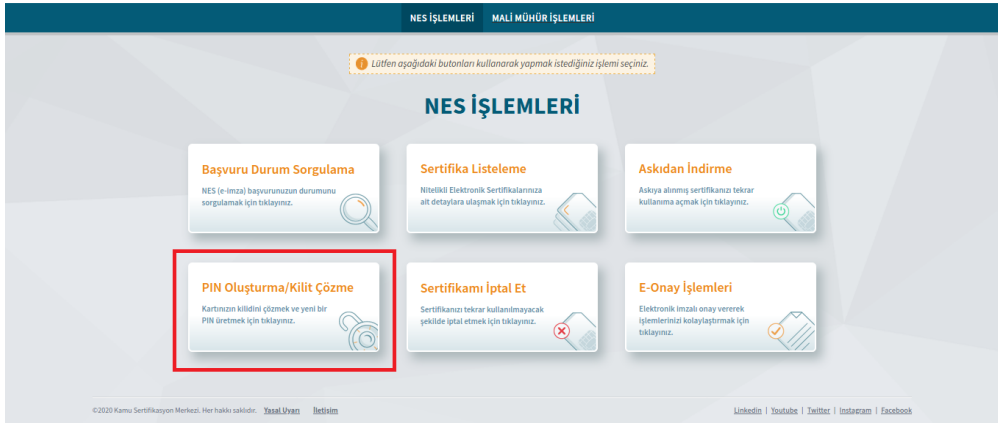 NES İŞLEMLERİ MALİ MÜHÜR İŞLEMLERİ
Lütfen aşağıdaki butonları kullanarak yapmak istediğiniz işlemi seçiniz.
NES İŞLEMLERİ
Başvuru Durum Sorgulama
NES (e-imza) başvurunuzun durumunu
sorgulamak için tıklayınız.
Sertifika Listeleme
Nitelikli Elektronik Sertifikalarınıza
ait detaylara ulaşmak için tıklayınız.
Askıdan İndirme
Askıya alınmış sertifikanızı tekrar
kullanıma açmak için tıklayınız.
PIN Oluşturma/Kilit Çözme
Kartınızın kilidini çözmek ve yeni bir
PIN üretmek için tıklayınız.
Sertifikamı İptal Et
Sertifikanızı tekrar kullanılmayacak
şekilde iptal etmek için tıklayınız.
E-Onay İşlemleri
Elektronik imzalı onay vererek
işlemlerinizi kolaylaştırmak için
tıklayınız.
©2020 Kamu Sertifikasyon Merkezi. Her hakkı saklıdır. Yasal Uyarı İletişim
Linkedin | Youtube | Twitter | Instagram | Facebook